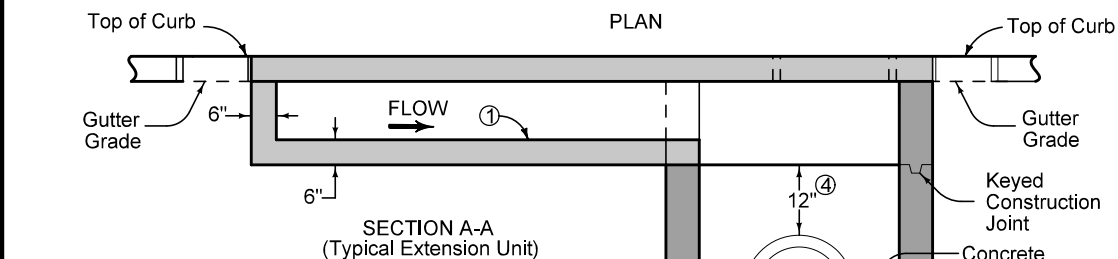 PLAN
Top of Curb
Top of Curb
FLOW
①
6"
Gutter
Grade
Gutter
Grade
6"
12" ④
Keyed
Construction
Joint
SECTION A-A
(Typical Extension Unit)
Concrete